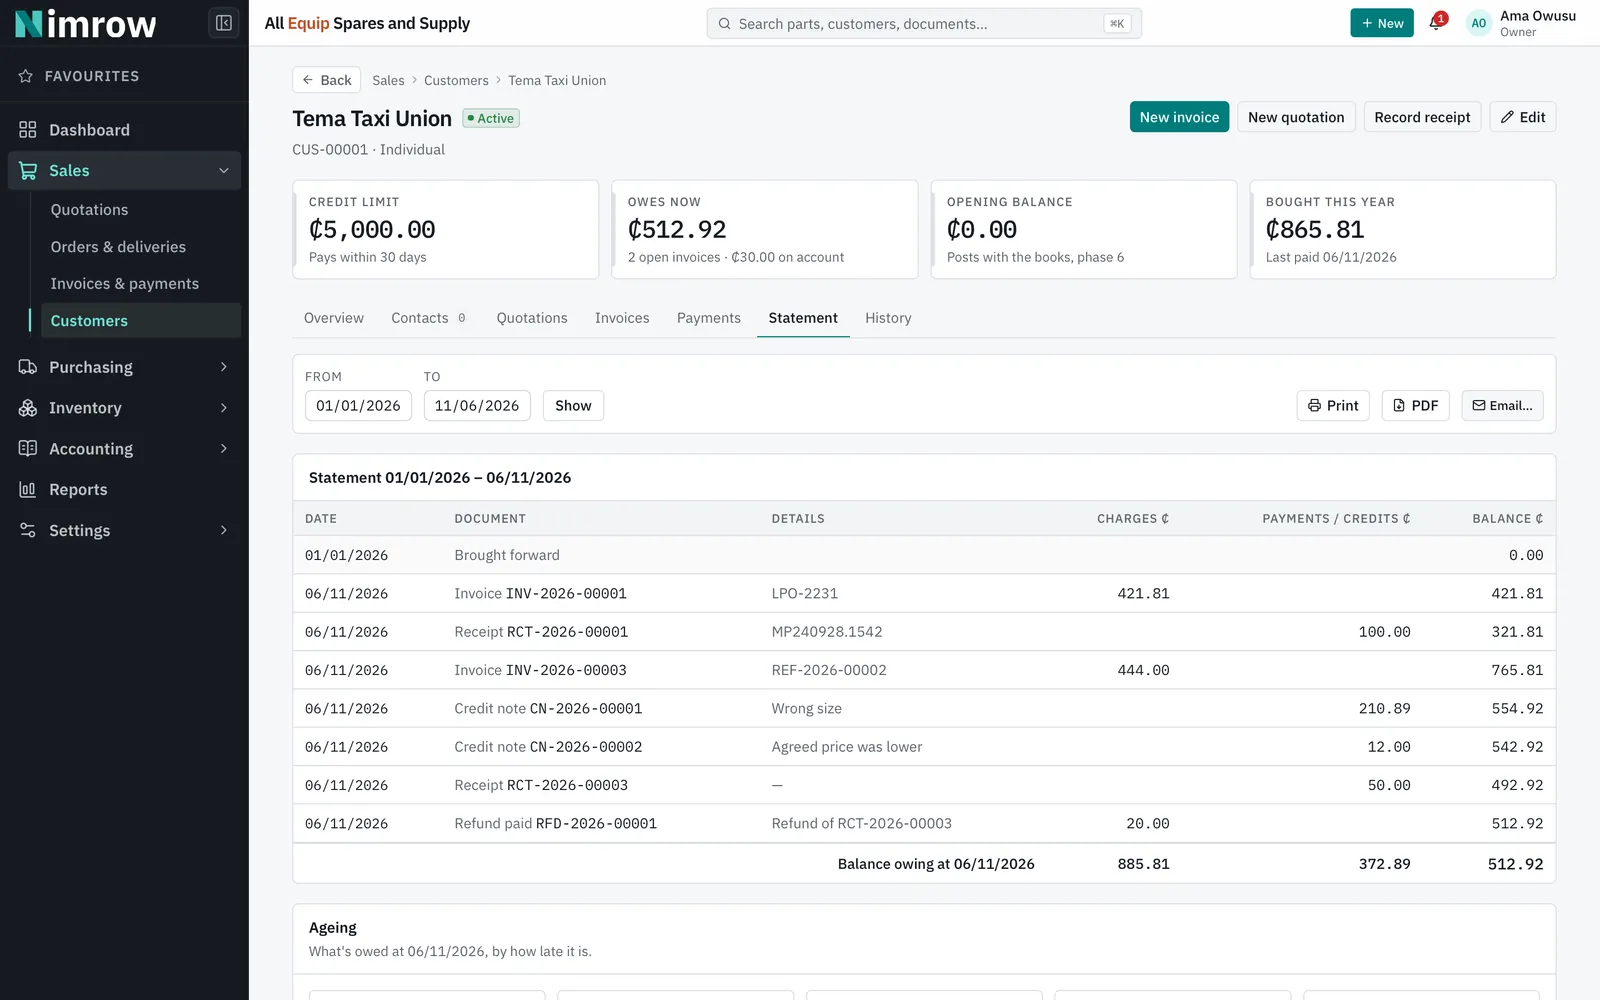 Nimrow
All Equip Spares and Supply
Search parts, customers, documents...
⌘K
+ New
1
AO
Ama Owusu
Owner
FAVOURITES
Dashboard
Sales
Quotations
Orders & deliveries
Invoices & payments
Customers
Purchasing
Inventory
Accounting
Reports
Settings
← Back
Sales > Customers > Tema Taxi Union
Tema Taxi Union
Active
CUS-00001 · Individual
New invoice
New quotation
Record receipt
Edit
CREDIT LIMIT
₵5,000.00
Pays within 30 days
OWES NOW
₵512.92
2 open invoices · ₵30.00 on account
OPENING BALANCE
₵0.00
Posts with the books, phase 6
BOUGHT THIS YEAR
₵865.81
Last paid 06/11/2026
Overview
Contacts 0
Quotations
Invoices
Payments
Statement
History
FROM
01/01/2026
TO
11/06/2026
Show
Print
PDF
Email...
Statement 01/01/2026 – 06/11/2026
DATE DOCUMENT DETAILS CHARGES ₵ PAYMENTS / CREDITS ₵ BALANCE ₵
01/01/2026 Brought forward 0.00
06/11/2026 Invoice INV-2026-00001 LPO-2231 421.81 421.81
06/11/2026 Receipt RCT-2026-00001 MP240928.1542 100.00 321.81
06/11/2026 Invoice INV-2026-00003 REF-2026-00002 444.00 765.81
06/11/2026 Credit note CN-2026-00001 Wrong size 210.89 554.92
06/11/2026 Credit note CN-2026-00002 Agreed price was lower 12.00 542.92
06/11/2026 Receipt RCT-2026-00003 — 50.00 492.92
06/11/2026 Refund paid RFD-2026-00001 Refund of RCT-2026-00003 20.00 512.92
Balance owing at 06/11/2026 885.81 372.89 512.92
Ageing
What's owed at 06/11/2026, by how late it is.